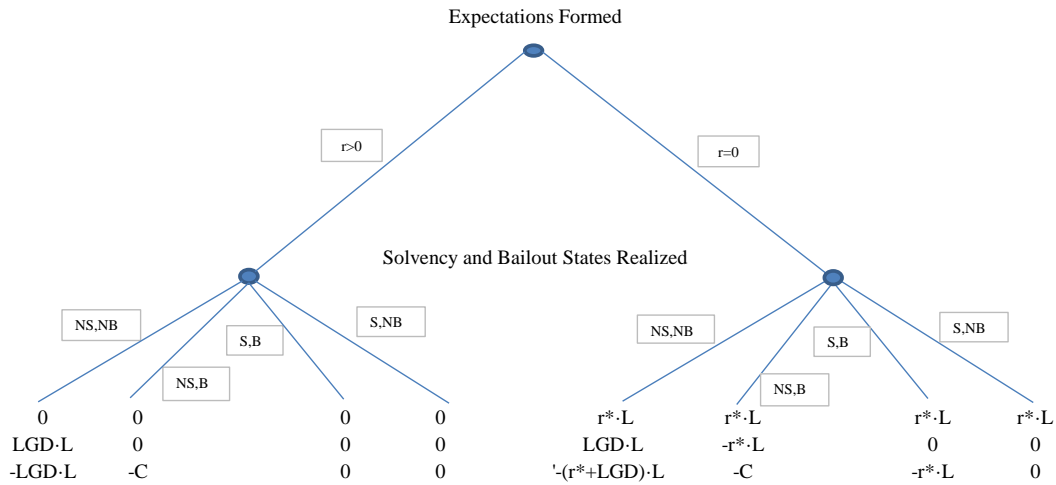 Expectations Formed
r>0
r=0
Solvency and Bailout States Realized
NS,NB
S,B
S,NB
NS,B
NS,NB
S,B
S,NB
NS,B
0 0 0 0 r*·L r*·L r*·L r*·L
LGD·L 0 0 0 LGD·L -r*·L 0 0
-LGD·L -C 0 0 '-(r*+LGD)·L -C -r*·L 0